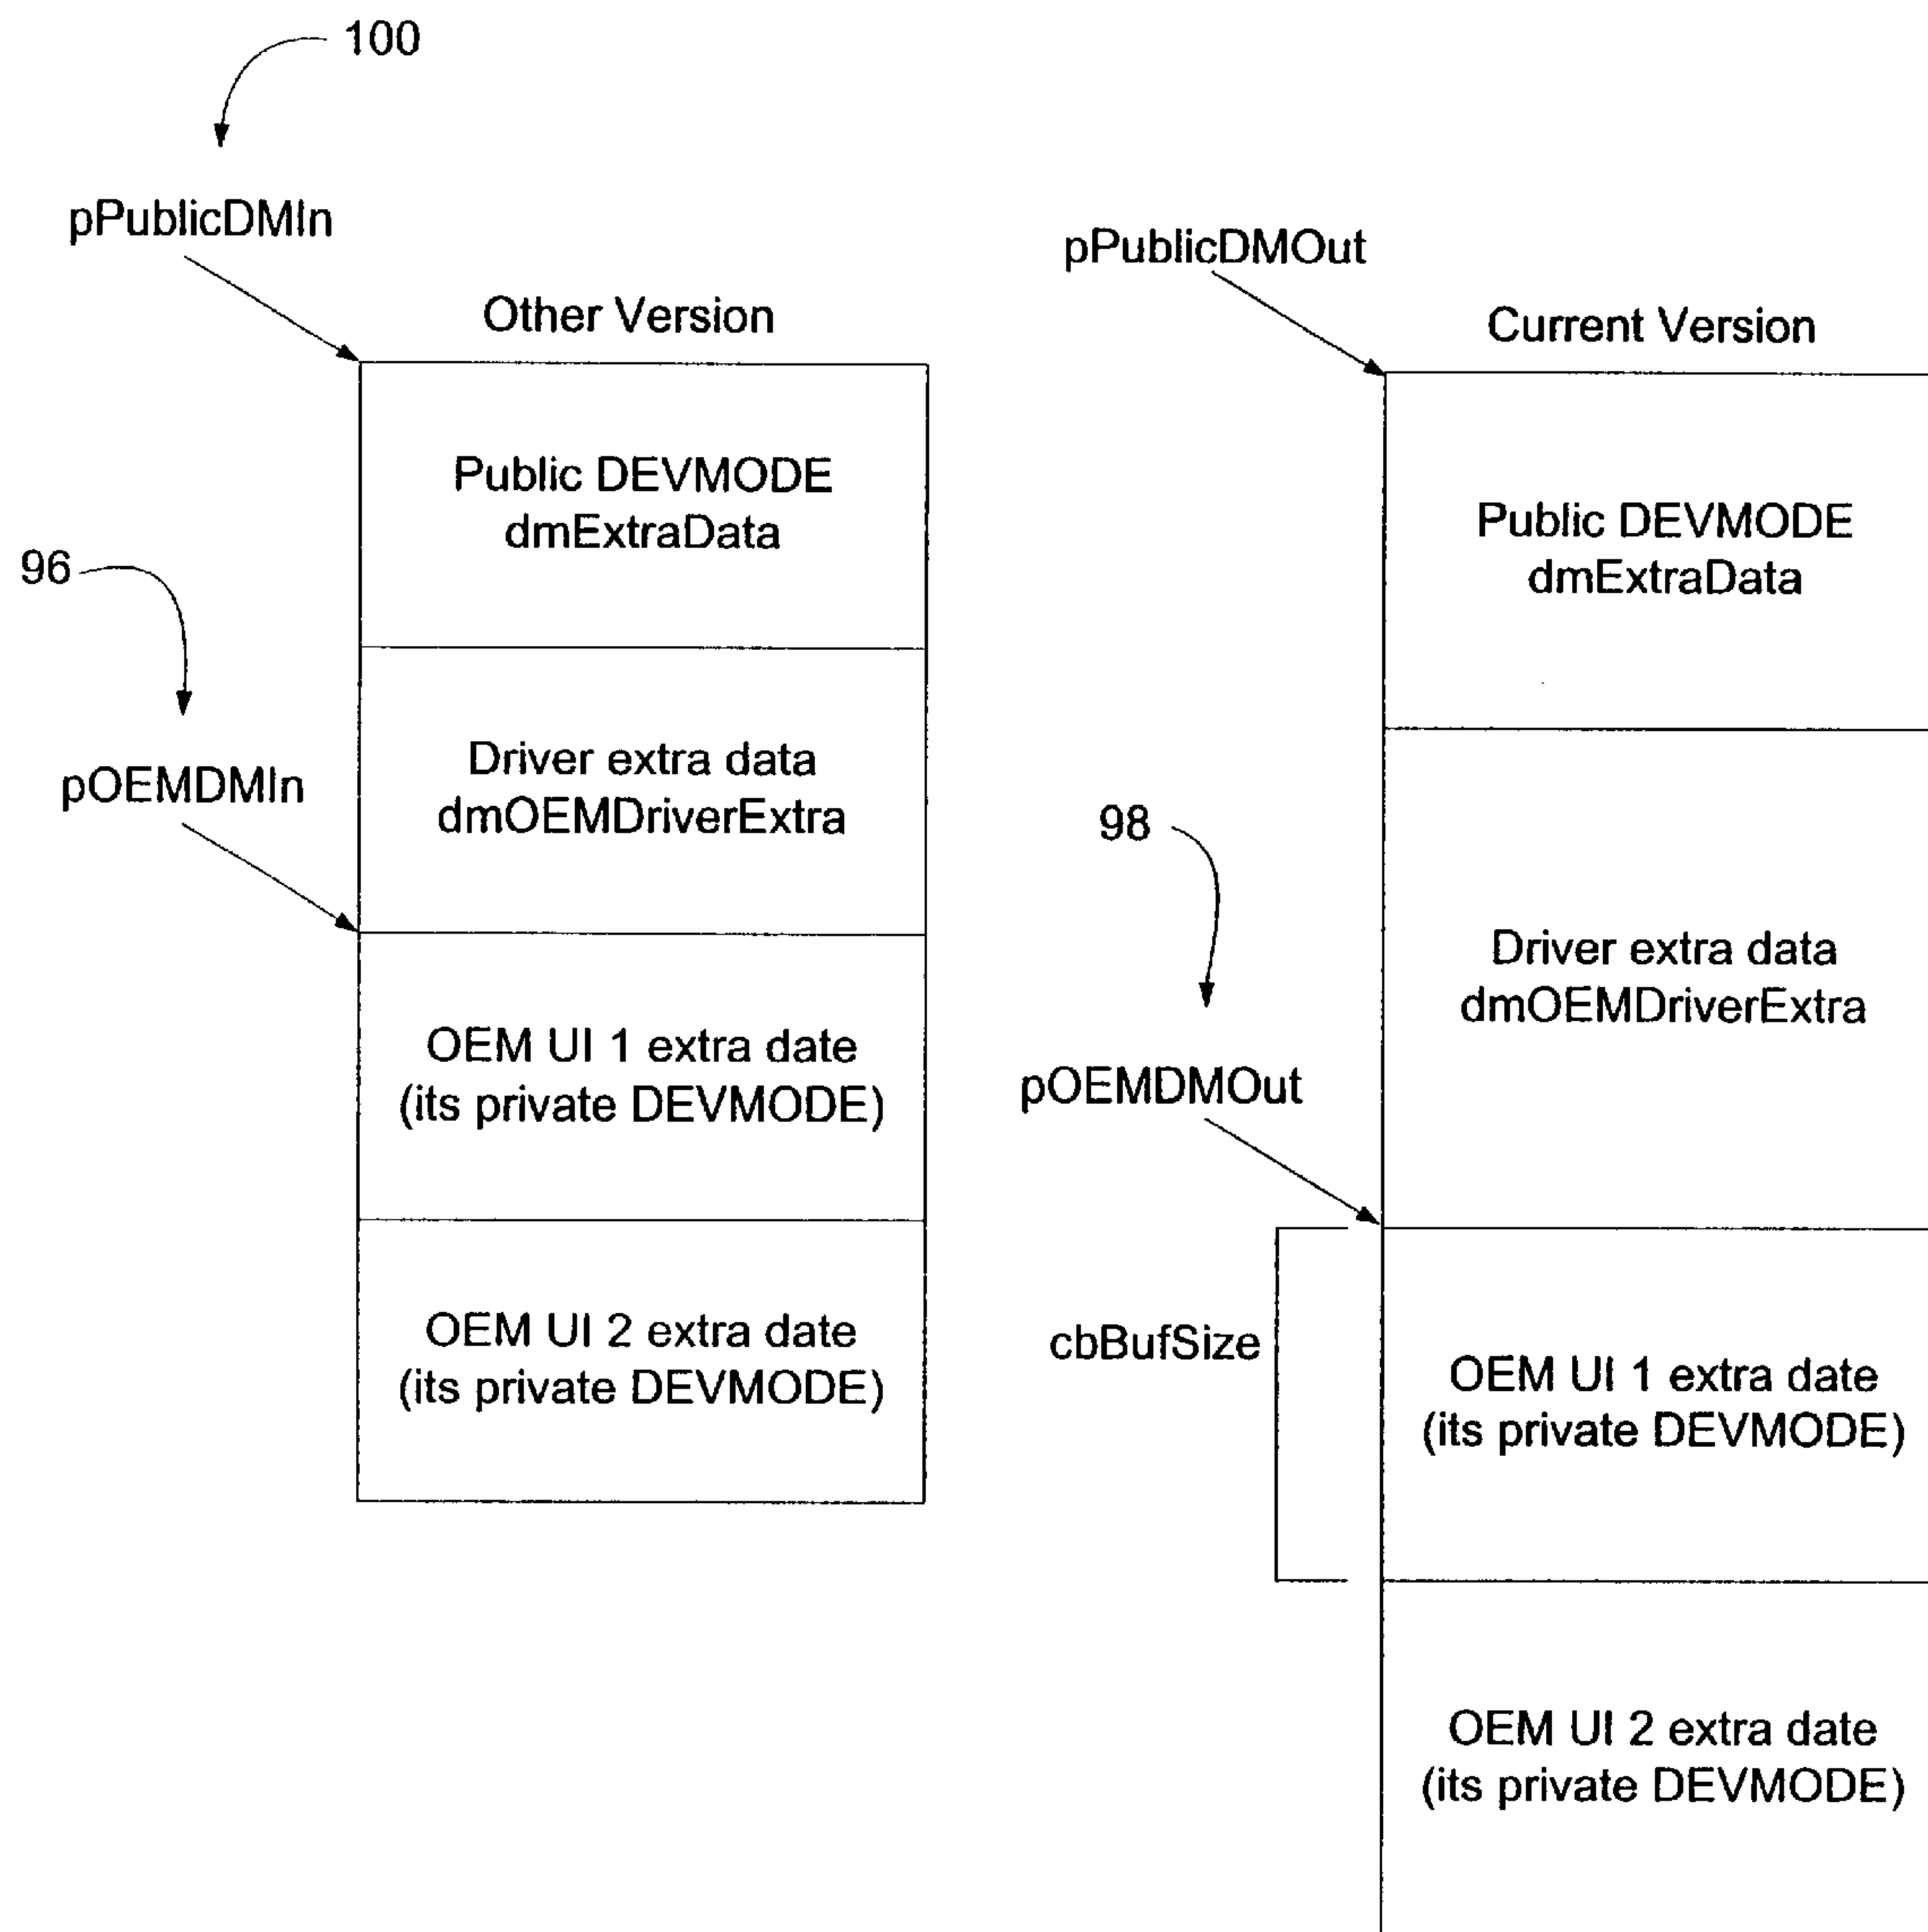 100
pPublicDMIn
Other Version
Public DEVMODE
dmExtraData
96
Driver extra data
dmOEMDriverExtra
pOEMDMIn
OEM UI 1 extra date
(its private DEVMODE)
OEM UI 2 extra date
(its private DEVMODE)
pPublicDMOut
Current Version
Public DEVMODE
dmExtraData
98
Driver extra data
dmOEMDriverExtra
pOEMDMOut
cbBufSize
OEM UI 1 extra date
(its private DEVMODE)
OEM UI 2 extra date
(its private DEVMODE)